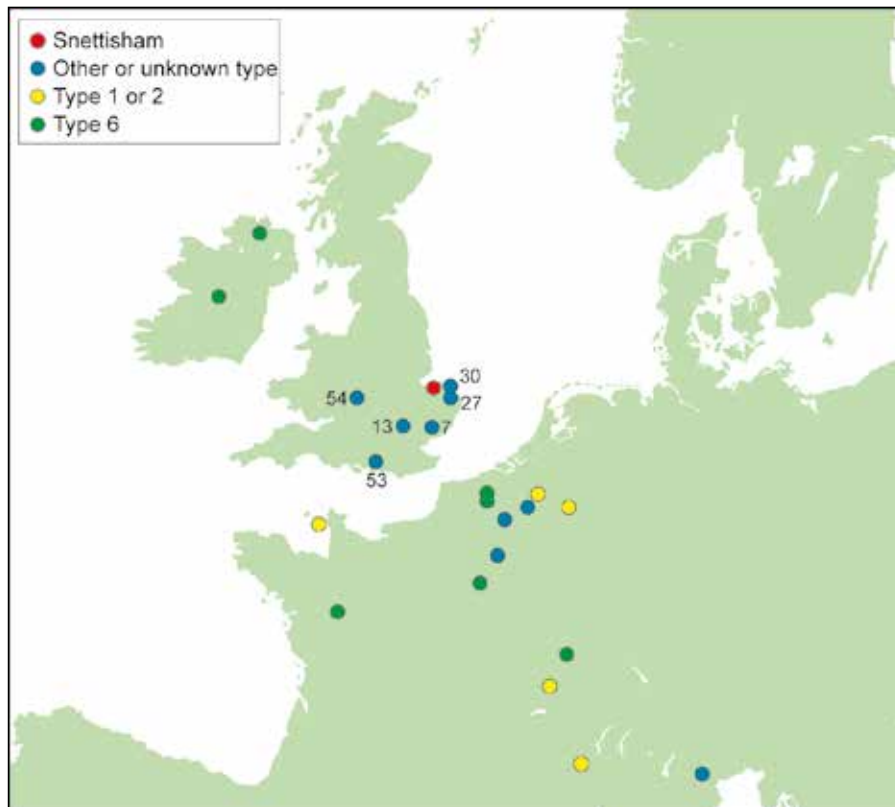 Snettisham
Other or unknown type
Type 1 or 2
Type 6
30
54
27
13
7
53